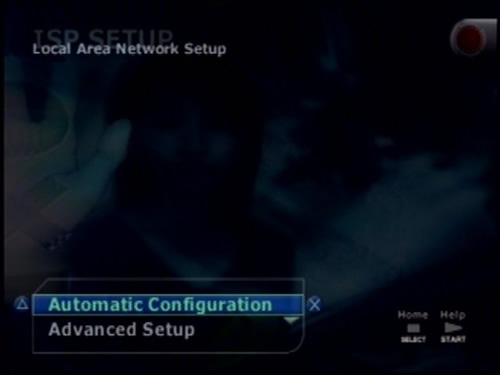 ISP SETUP
Local Area Network Setup
Automatic Configuration
Advanced Setup
Home Help
SELECT START